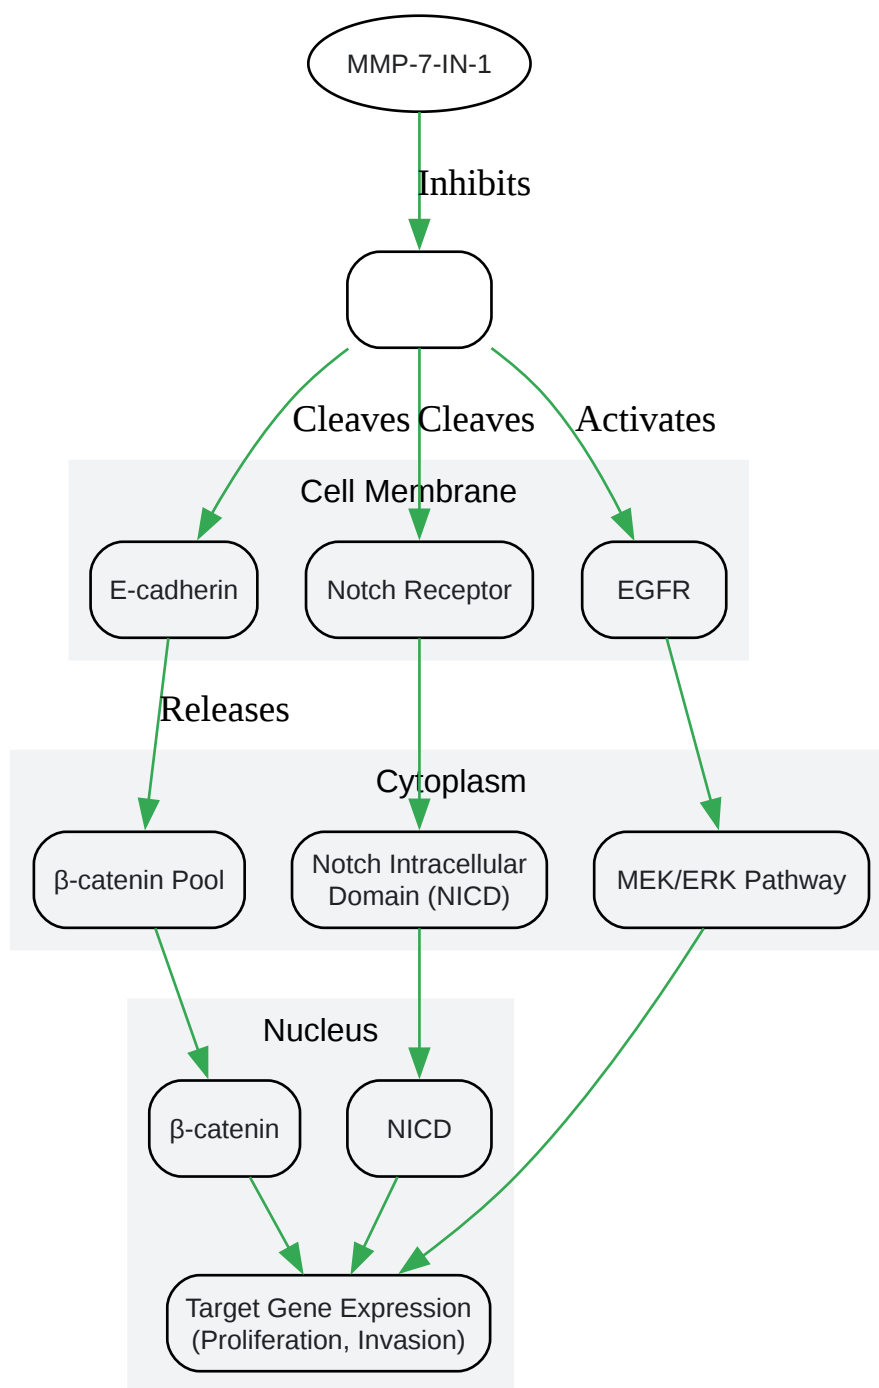 MMP-7-IN-1
Inhibits
Cleaves
Cleaves
Activates
Cell Membrane
E-cadherin
Notch Receptor
EGFR
Releases
Cytoplasm
β-catenin Pool
Notch Intracellular
Domain (NICD)
MEK/ERK Pathway
Nucleus
β-catenin
NICD
Target Gene Expression
(Proliferation, Invasion)